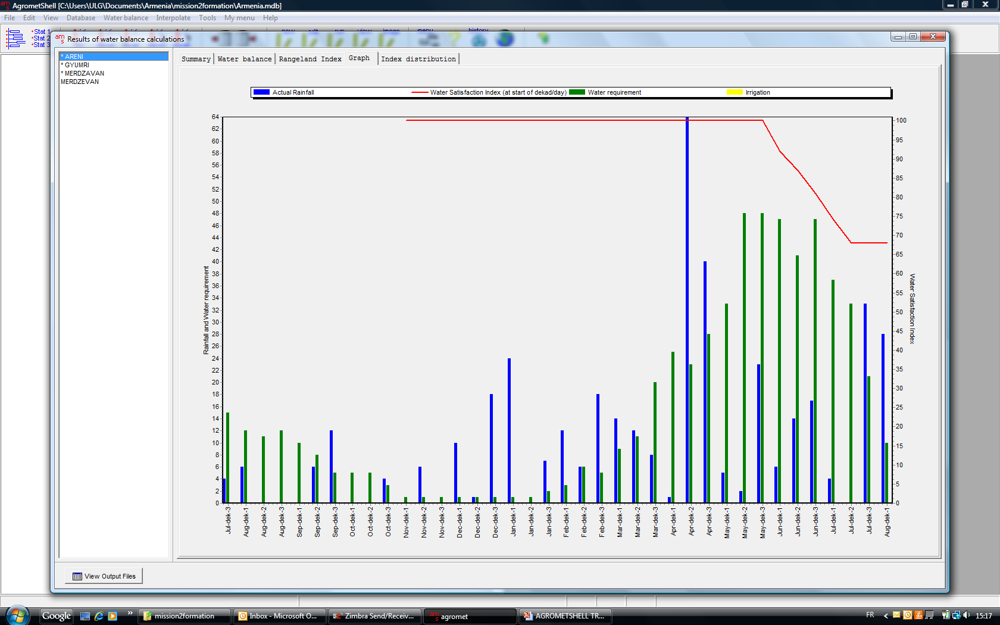 AgrometShell [C:\Users\ULG\Documents\Armenia\mission2formation\Armenia.mdb]
File Edit View Database Water balance Interpolate Tools My menu Help
Stat 1
Stat 2
Stat 3
menu
history
ams Results of water balance calculations
* ARENI
* GYUMRI
* MERDZAVAN
MERDZEVAN
Summary Water balance Rangeland Index Graph Index distribution
Actual Rainfall Water Satisfaction Index (at start of dekad/day) Water requirement Irrigation
Rainfall and Water requirement
64
62
60
58
56
54
52
50
48
46
44
42
40
38
36
34
32
30
28
26
24
22
20
18
16
14
12
10
8
6
4
2
0
100
95
90
85
80
75
70
65
60
55
50
45
40
35
30
25
20
15
10
5
0
Water Satisfaction Index
Jul-dek-3
Aug-dek-1
Aug-dek-2
Aug-dek-3
Sep-dek-1
Sep-dek-2
Sep-dek-3
Oct-dek-1
Oct-dek-2
Oct-dek-3
Nov-dek-1
Nov-dek-2
Nov-dek-3
Dec-dek-1
Dec-dek-2
Dec-dek-3
Jan-dek-1
Jan-dek-2
Jan-dek-3
Feb-dek-1
Feb-dek-2
Feb-dek-3
Mar-dek-1
Mar-dek-2
Mar-dek-3
Apr-dek-1
Apr-dek-2
Apr-dek-3
May-dek-1
May-dek-2
May-dek-3
Jun-dek-1
Jun-dek-2
Jun-dek-3
Jul-dek-1
Jul-dek-2
Jul-dek-3
Aug-dek-1
View Output Files
Google » mission2formation Inbox - Microsoft O... Zimbra Send/Receiv... ams agromet AGROMETSHELL TR... FR < 15:17